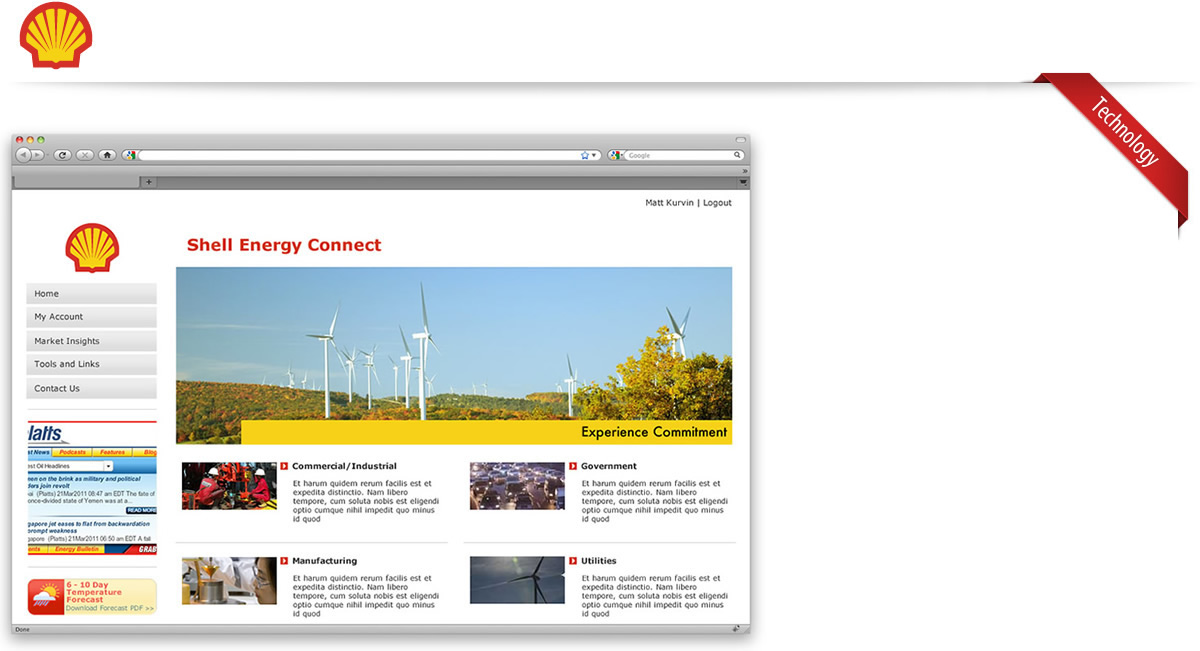 Technology
Google
Matt Kurvin | Logout
Shell Energy Connect
Home
My Account
Market Insights
Tools and Links
Contact Us
Experience Commitment
latts
st News Podcasts Features Blog
est Oil Headlines
men on the brink as military and political
dors join revolt
(Platts) 21Mar2011 08:47 am EDT The fate of
once-divided state of Yemen was at a...
READ MOR
gapore jet eases to flat from backwardation
prompt weakness
gapore (Platts) 21Mar2011 06:50 am EDT A fal
ents Energy Bulletin GRAB
6 - 10 Day
Temperature
Forecast
Download Forecast PDF >>
Commercial/Industrial
Et harum quidem rerum facilis est et
expedita distinctio. Nam libero
tempore, cum soluta nobis est eligendi
optio cumque nihil impedit quo minus
id quod
Government
Et harum quidem rerum facilis est et
expedita distinctio. Nam libero
tempore, cum soluta nobis est eligendi
optio cumque nihil impedit quo minus
id quod
Manufacturing
Et harum quidem rerum facilis est et
expedita distinctio. Nam libero
tempore, cum soluta nobis est eligendi
optio cumque nihil impedit quo minus
id quod
Utilities
Et harum quidem rerum facilis est et
expedita distinctio. Nam libero
tempore, cum soluta nobis est eligendi
optio cumque nihil impedit quo minus
id quod
Done